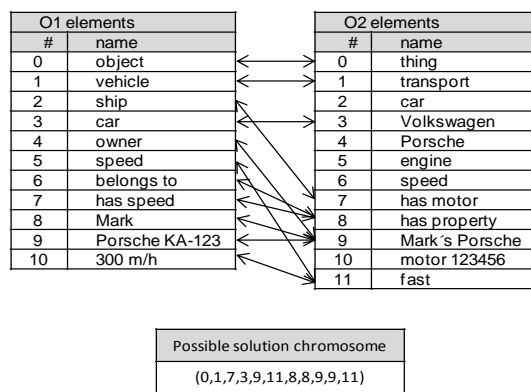 O1 elements
# name
0 object
1 vehicle
2 ship
3 car
4 owner
5 speed
6 belongs to
7 has speed
8 Mark
9 Porsche KA-123
10 300 m/h
O2 elements
# name
0 thing
1 transport
2 car
3 Volkswagen
4 Porsche
5 engine
6 speed
7 has motor
8 has property
9 Mark´s Porsche
10 motor 123456
11 fast
Possible solution chromosome
(0,1,7,3,9,11,8,8,9,9,11)